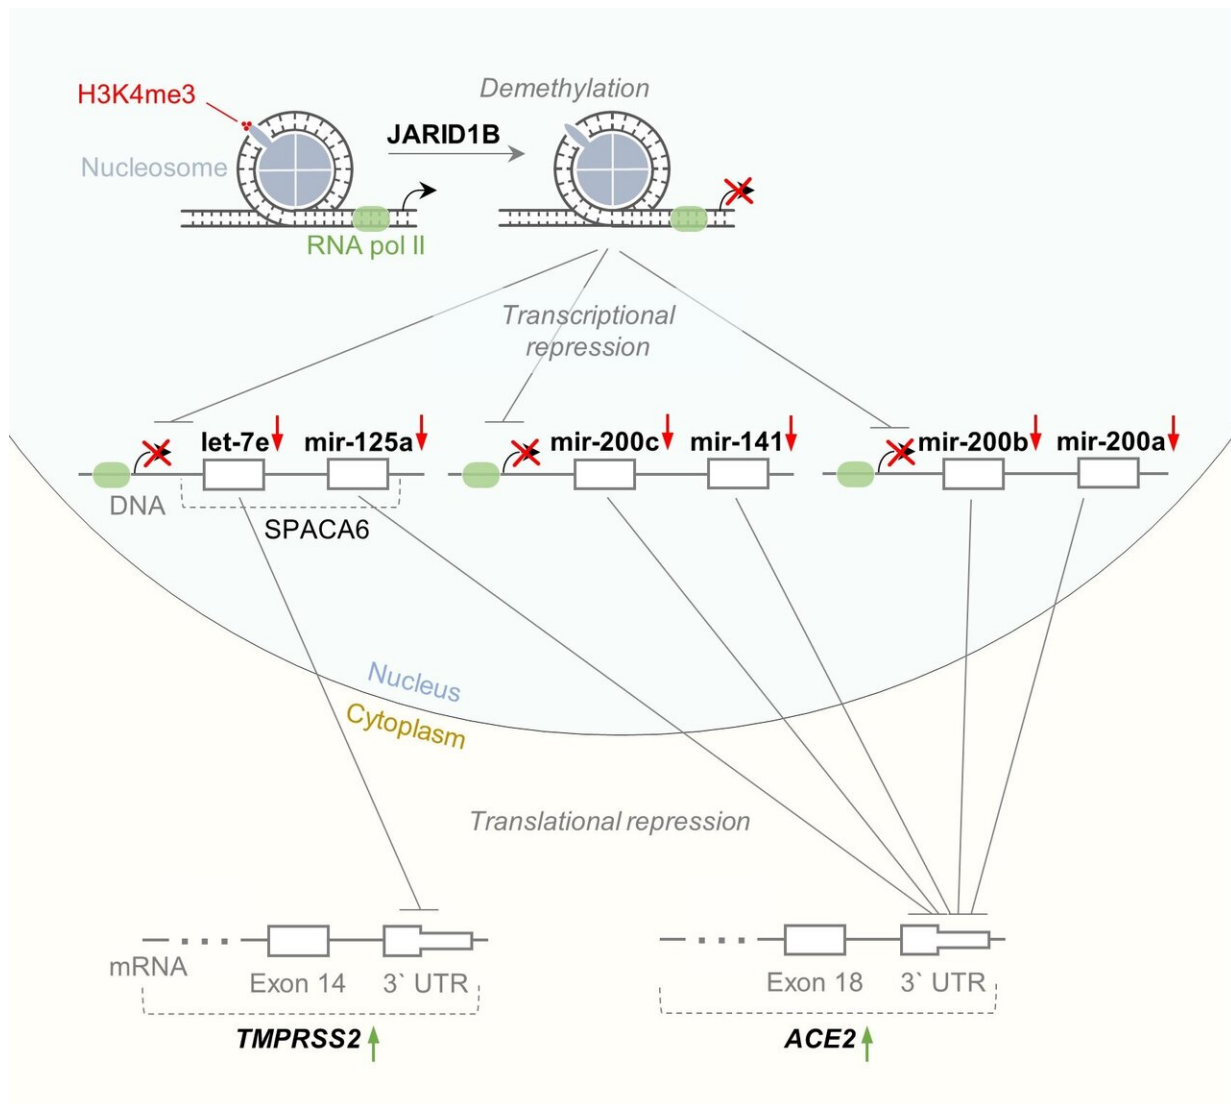 H3K4me3
Demethylation
JARID1B
Nucleosome
RNA pol II
Transcriptional
repression
let-7e
mir-125a
mir-200c
mir-141
mir-200b
mir-200a
DNA
SPACA6
Nucleus
Cytoplasm
Translational repression
mRNA
Exon 14
3` UTR
Exon 18
3` UTR
TMPRSS2
ACE2